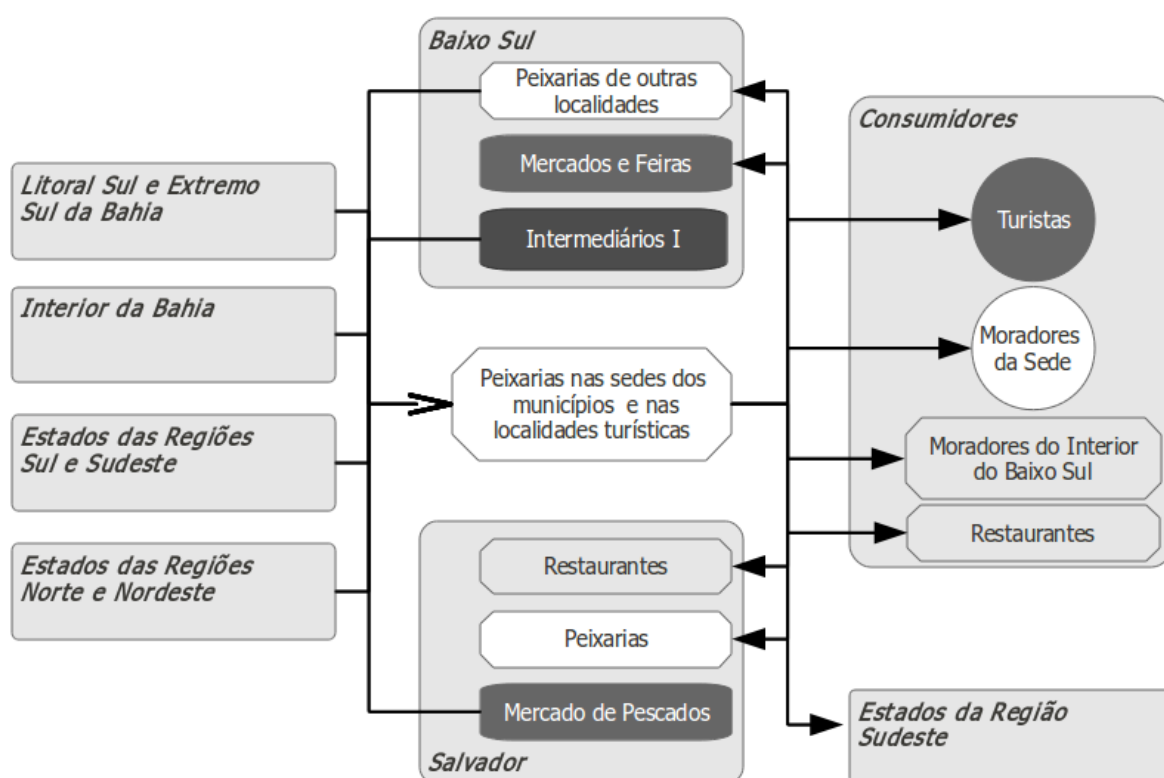 Baixo Sul
Peixarias de outras
localidades
Mercados e Feiras
Intermediários I
Litoral Sul e Extremo
Sul da Bahia
Interior da Bahia
Estados das Regiões
Sul e Sudeste
Estados das Regiões
Norte e Nordeste
Peixarias nas sedes dos
municípios e nas
localidades turísticas
Restaurantes
Peixarias
Mercado de Pescados
Salvador
Consumidores
Turistas
Moradores
da Sede
Moradores do Interior
do Baixo Sul
Restaurantes
Estados da Região
Sudeste